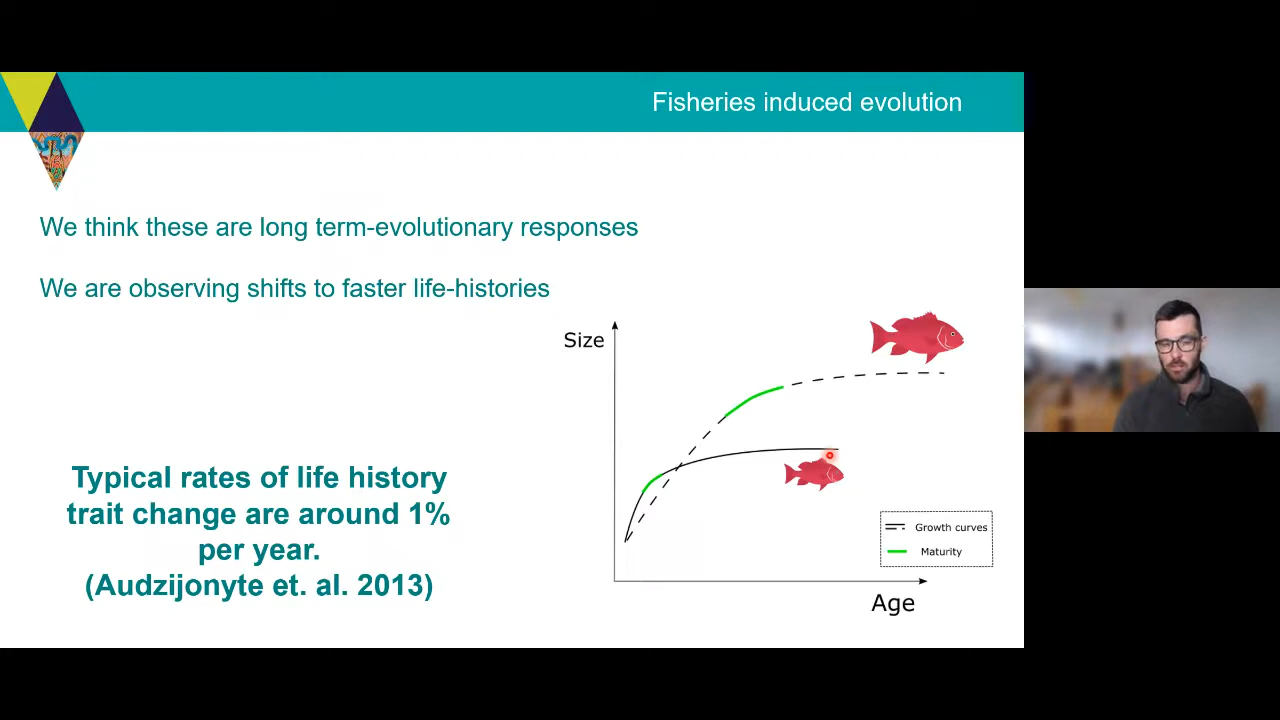 Fisheries induced evolution
We think these are long term-evolutionary responses
We are observing shifts to faster life-histories
Size
Typical rates of life history
trait change are around 1%
per year.
(Audzijonyte et. al. 2013)
Growth curves
Maturity
Age